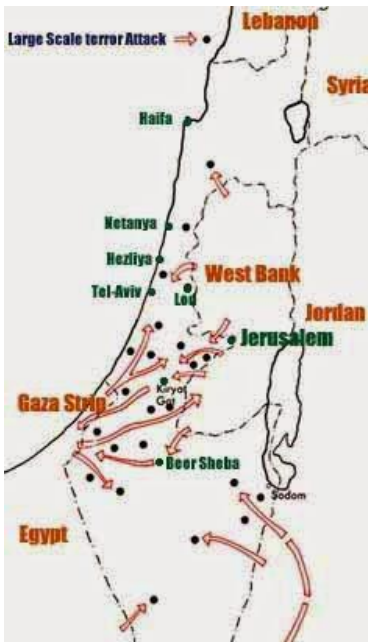 Lebanon
Large Scale terror Attack
Syria
Haifa
Netanya
Hezliya
West Bank
Tel-Aviv
Lod
Jordan
Jerusalem
Kiryat
Gat
Gaza Strip
Beer Sheba
Sodom
Egypt